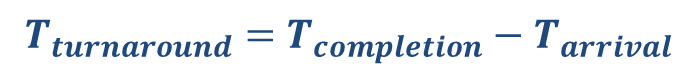 T_turnaround = T_completion − T_arrival